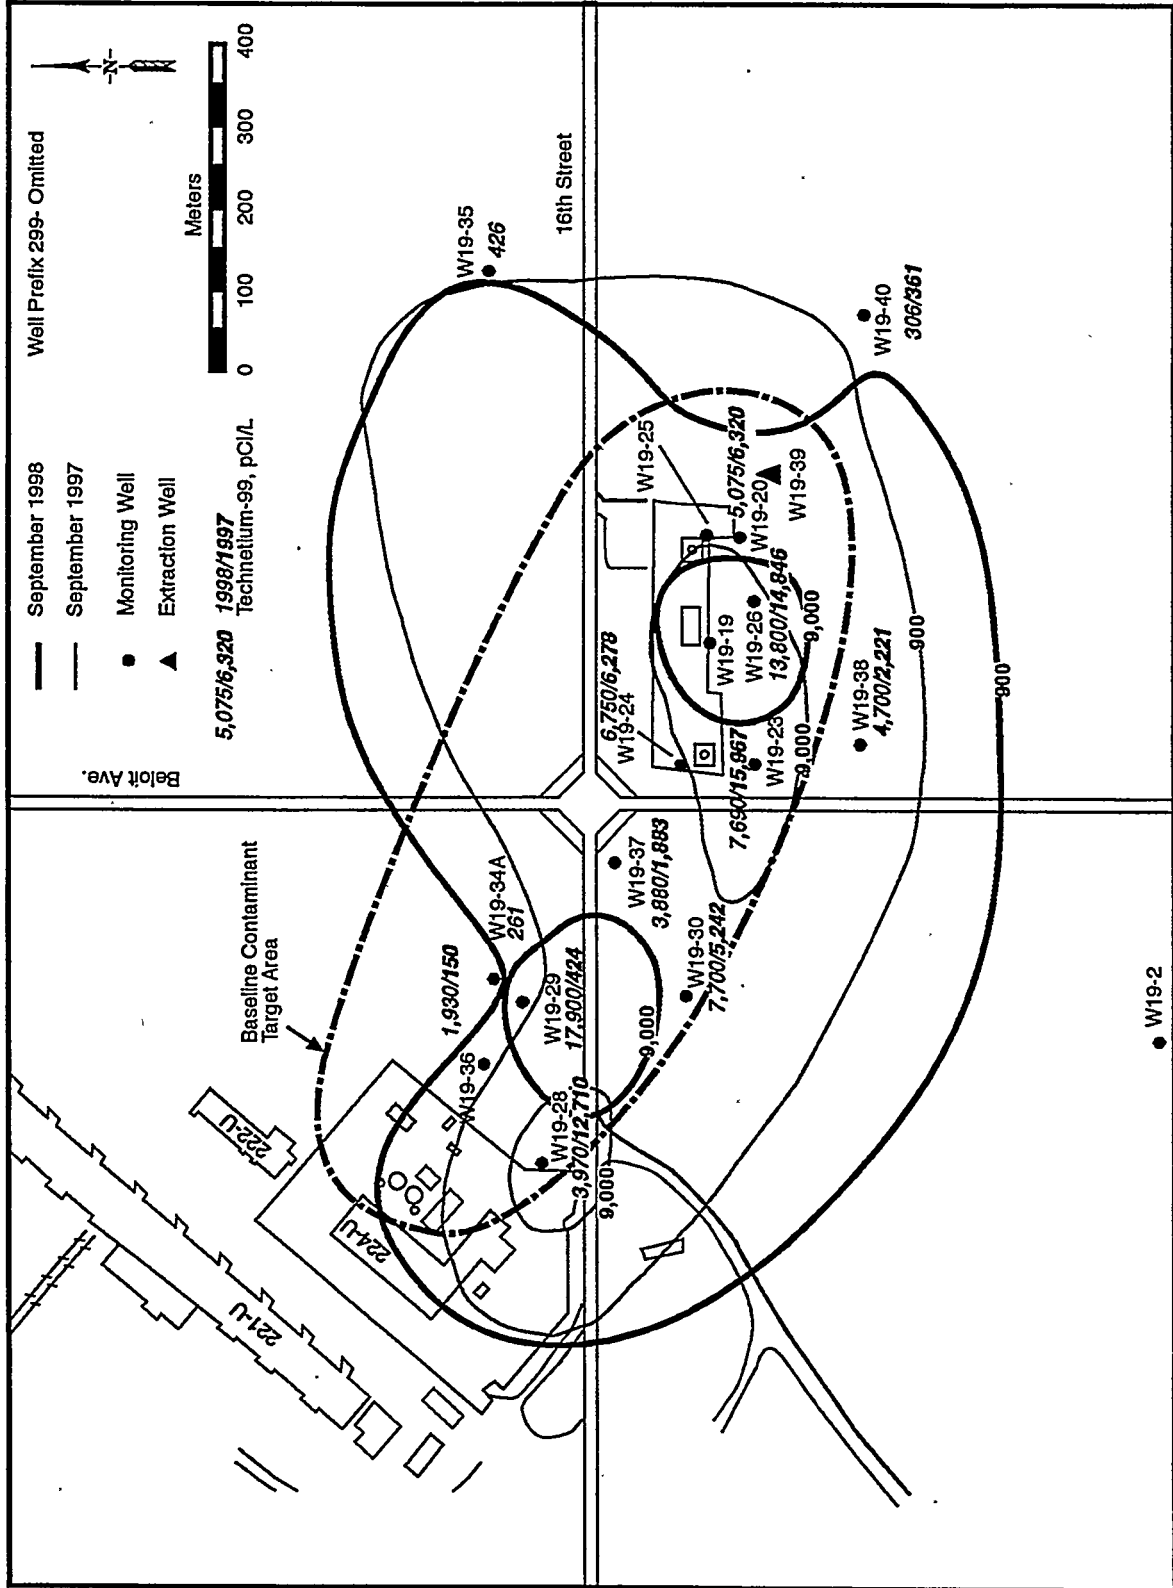 September 1998
September 1997
Monitoring Well
Extraction Well
5,075/6,320 1998/1997
Technetium-99, pCi/L
Well Prefix 299- Omitted
-N-
Meters
0 100 200 300 400
Beloit Ave.
16th Street
Baseline Contaminant
Target Area
221-U
222-U
224-U
W19-35
426
W19-34A
261
1,930/150
W19-36
W19-29
17,900/424
W19-28
3,970/12,710
9,000
9,000
W19-37
3,880/1,883
W19-30
7,700/5,242
W19-25
5,075/6,320
W19-20
W19-39
6,750/6,278
W19-24
W19-19
W19-26
13,800/14,846
9,000
7,690/15,967
W19-23
9,000
W19-38
4,700/2,221
W19-40
306/361
900
900
W19-2